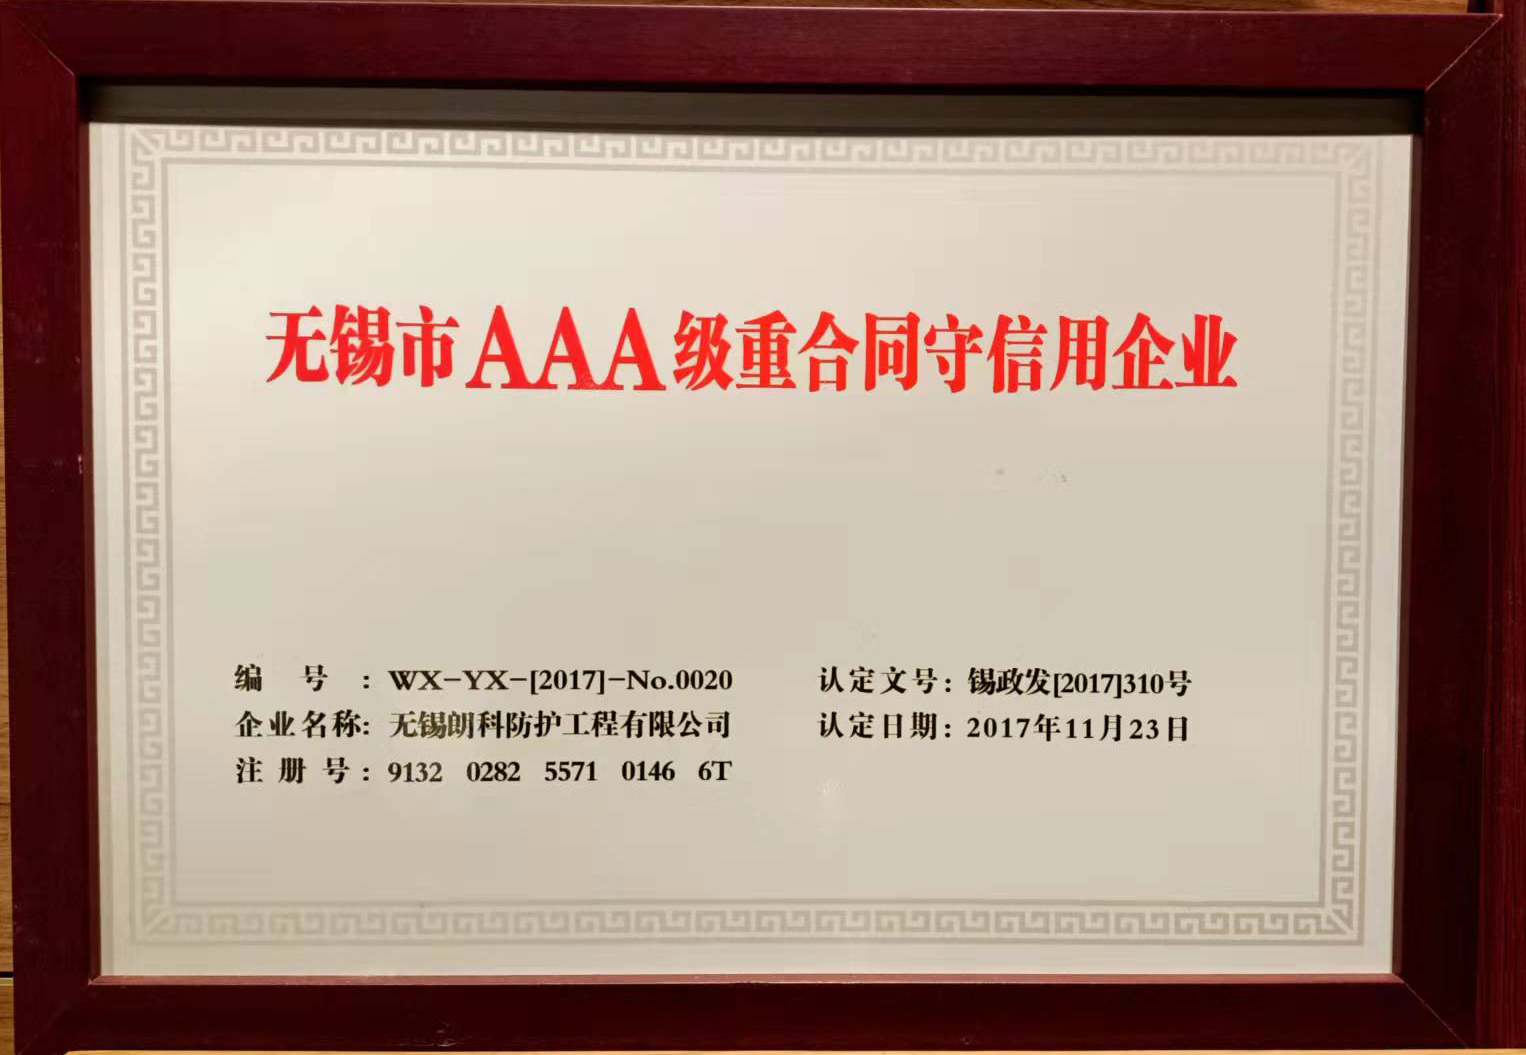 无锡市AAA级重合同守信用企业
编 号 : WX-YX-[2017]-No.0020
认定文号: 锡政发[2017]310号
企业名称: 无锡朗科防护工程有限公司
认定日期: 2017年11月23日
注 册 号 : 9132 0282 5571 0146 6T